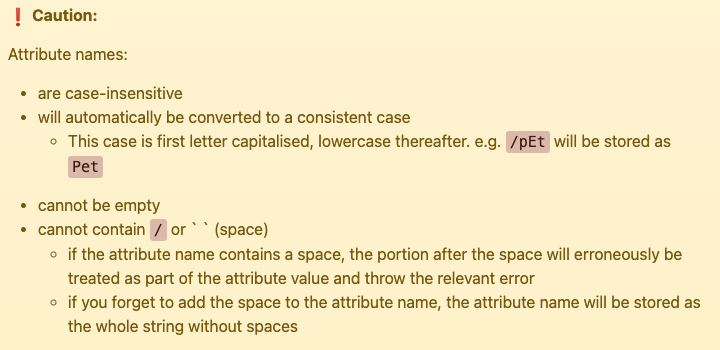 ❗ Caution:
Attribute names:
• are case-insensitive
• will automatically be converted to a consistent case
◦ This case is first letter capitalised, lowercase thereafter. e.g. /pEt will be stored as
Pet
• cannot be empty
• cannot contain / or ` ` (space)
◦ if the attribute name contains a space, the portion after the space will erroneously be
treated as part of the attribute value and throw the relevant error
◦ if you forget to add the space to the attribute name, the attribute name will be stored as
the whole string without spaces